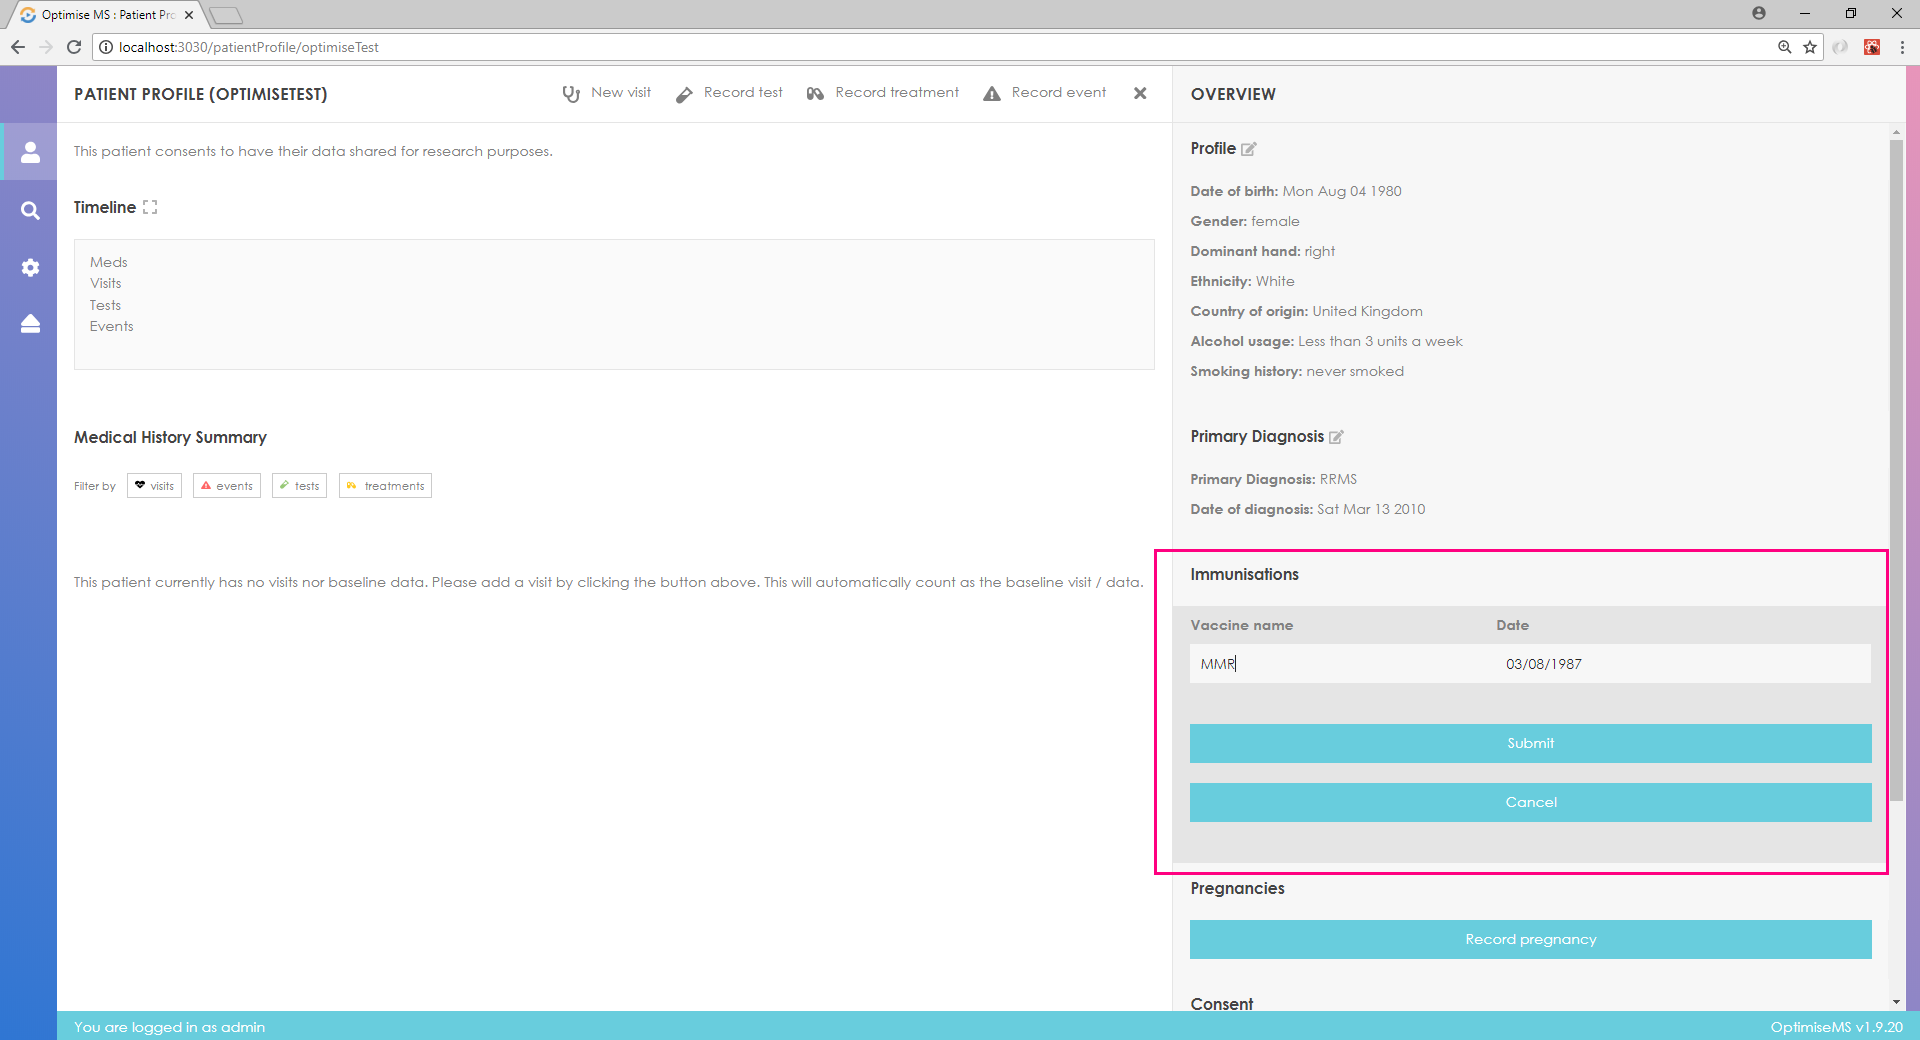 Optimise MS : Patient Pro
localhost:3030/patientProfile/optimiseTest
PATIENT PROFILE (OPTIMISETEST)
New visit
Record test
Record treatment
Record event
This patient consents to have their data shared for research purposes.
Timeline
Meds
Visits
Tests
Events
Medical History Summary
Filter by visits events tests treatments
This patient currently has no visits nor baseline data. Please add a visit by clicking the button above. This will automatically count as the baseline visit / data.
OVERVIEW
Profile
Date of birth: Mon Aug 04 1980
Gender: female
Dominant hand: right
Ethnicity: White
Country of origin: United Kingdom
Alcohol usage: Less than 3 units a week
Smoking history: never smoked
Primary Diagnosis
Primary Diagnosis: RRMS
Date of diagnosis: Sat Mar 13 2010
Immunisations
Vaccine name Date
MMR 03/08/1987
Submit
Cancel
Pregnancies
Record pregnancy
Consent
You are logged in as admin
OptimiseMS v1.9.20